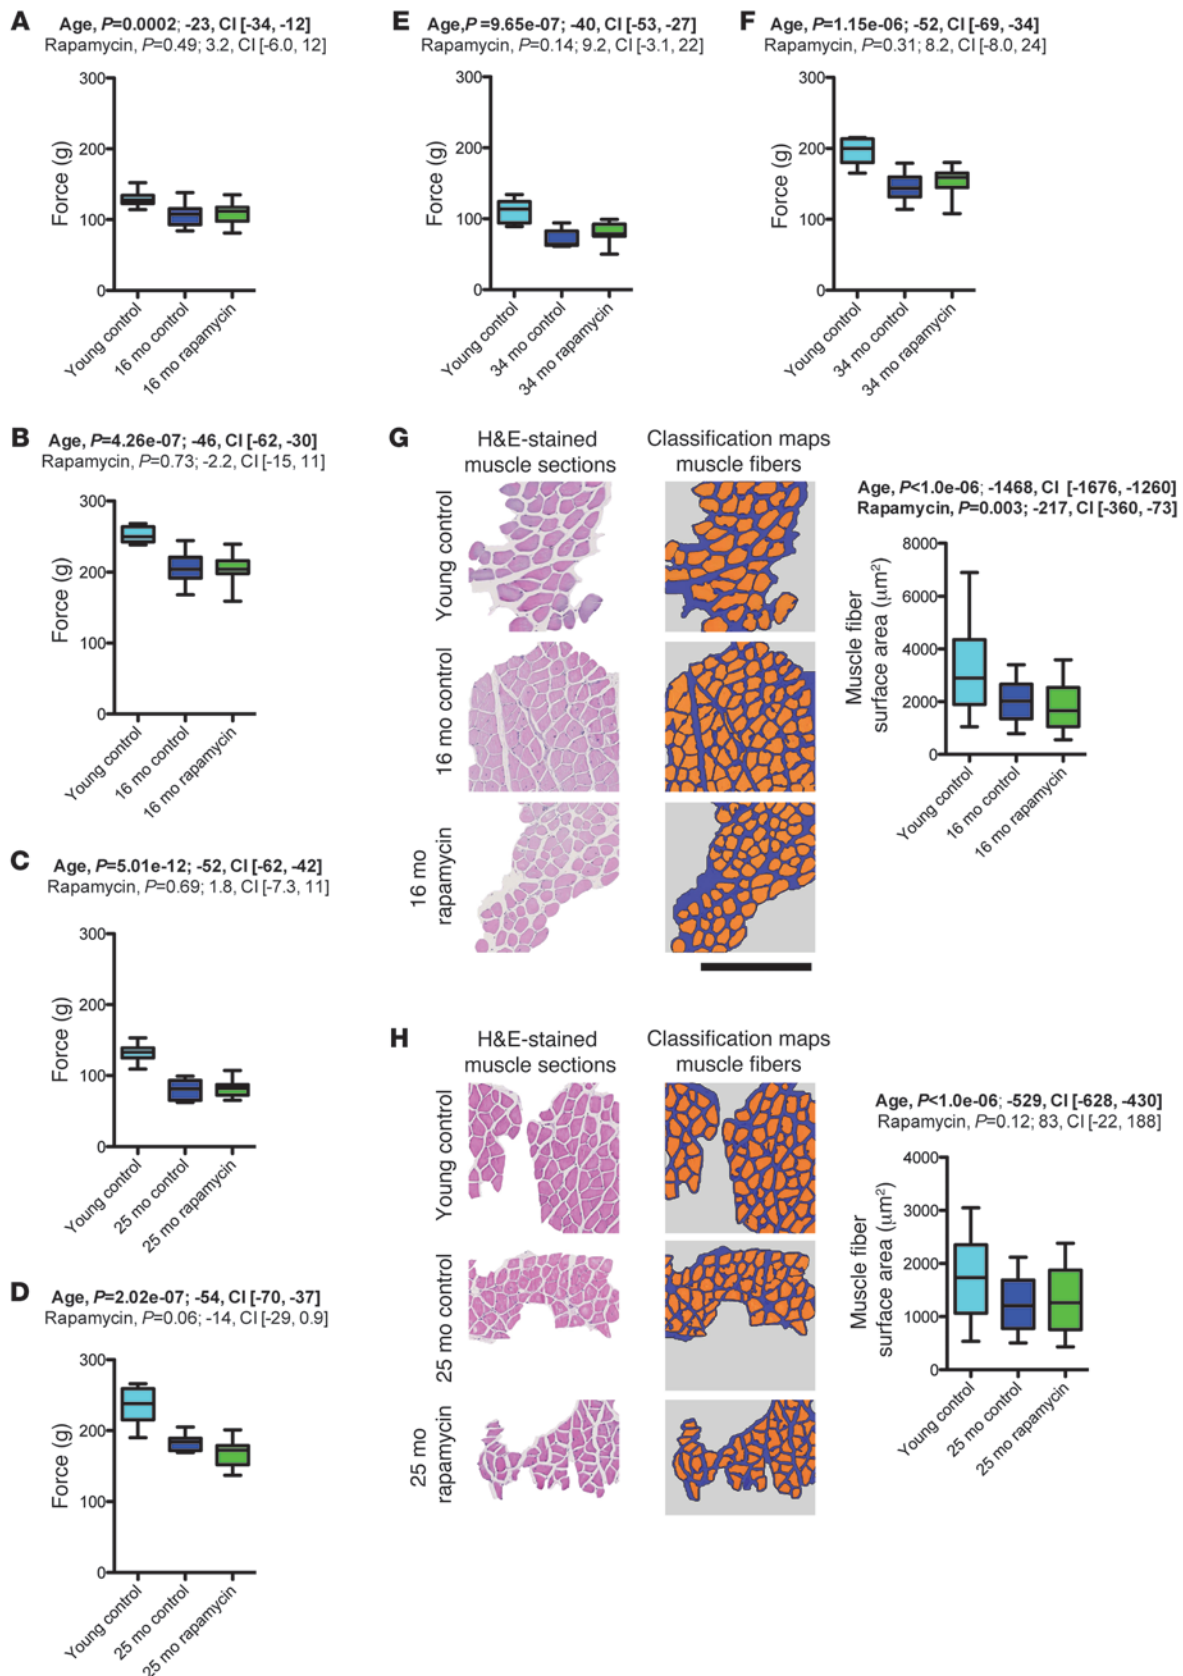 A
Age, P=0.0002; -23, CI [-34, -12]
Rapamycin, P=0.49; 3.2, CI [-6.0, 12]
300
200
100
0
Force (g)
Young control
16 mo control
16 mo rapamycin
E
Age,P =9.65e-07; -40, CI [-53, -27]
Rapamycin, P=0.14; 9.2, CI [-3.1, 22]
300
200
100
0
Force (g)
Young control
34 mo control
34 mo rapamycin
F
Age, P=1.15e-06; -52, CI [-69, -34]
Rapamycin, P=0.31; 8.2, CI [-8.0, 24]
300
200
100
0
Force (g)
Young control
34 mo control
34 mo rapamycin
B
Age, P=4.26e-07; -46, CI [-62, -30]
Rapamycin, P=0.73; -2.2, CI [-15, 11]
300
200
100
0
Force (g)
Young control
16 mo control
16 mo rapamycin
C
Age, P=5.01e-12; -52, CI [-62, -42]
Rapamycin, P=0.69; 1.8, CI [-7.3, 11]
300
200
100
0
Force (g)
Young control
25 mo control
25 mo rapamycin
D
Age, P=2.02e-07; -54, CI [-70, -37]
Rapamycin, P=0.06; -14, CI [-29, 0.9]
300
200
100
0
Force (g)
Young control
25 mo control
25 mo rapamycin
G
H&E-stained
muscle sections
Classification maps
muscle fibers
Young control
16 mo control
16 mo
rapamycin
Age, P<1.0e-06; -1468, CI [-1676, -1260]
Rapamycin, P=0.003; -217, CI [-360, -73]
8000
6000
4000
2000
0
Muscle fiber
surface area (μm²)
Young control
16 mo control
16 mo rapamycin
H
H&E-stained
muscle sections
Classification maps
muscle fibers
Young control
25 mo control
25 mo
rapamycin
Age, P<1.0e-06; -529, CI [-628, -430]
Rapamycin, P=0.12; 83, CI [-22, 188]
4000
3000
2000
1000
0
Muscle fiber
surface area (μm²)
Young control
25 mo control
25 mo rapamycin